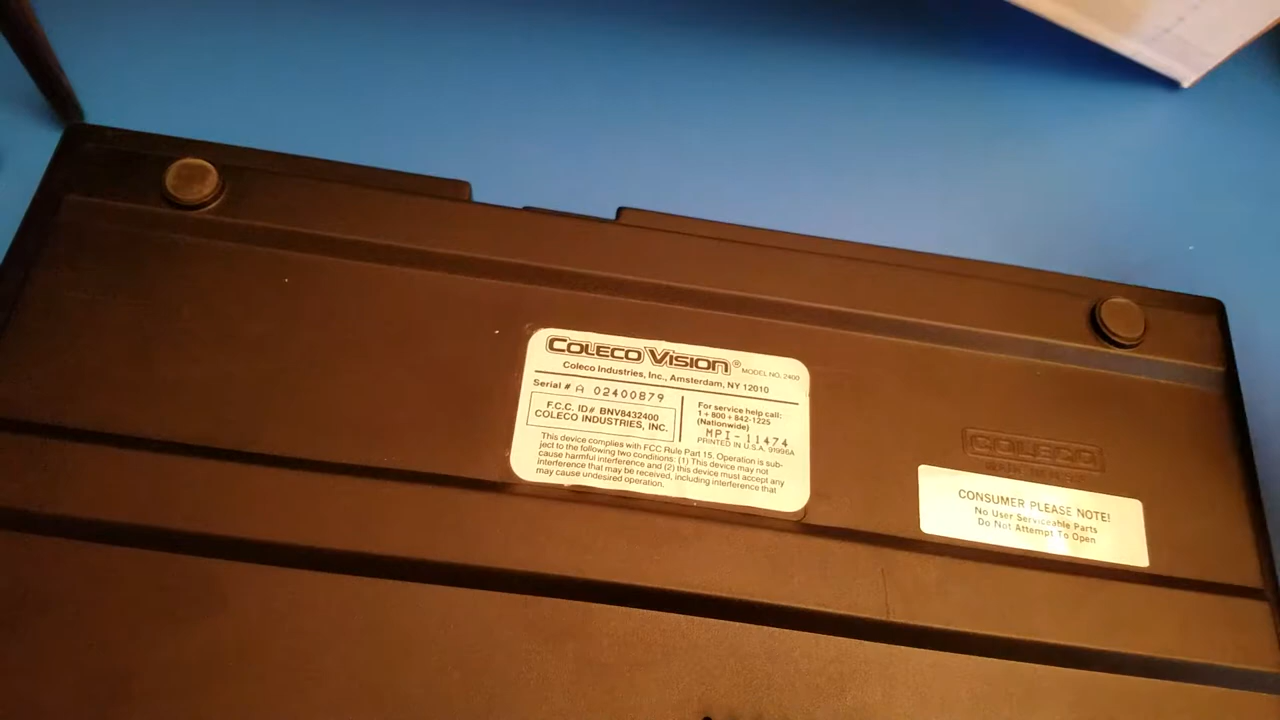 COLECO VISION® MODEL NO. 2400
Coleco Industries, Inc., Amsterdam, NY 12010
Serial # A 02400879
F.C.C. ID# BNV8432400
COLECO INDUSTRIES, INC.
For service help call:
1 + 800 + 842-1225
(Nationwide)
MPI-11474
PRINTED IN U.S.A. 91996A
This device complies with FCC Rule Part 15. Operation is sub-
ject to the following two conditions: (1) This device may not
cause harmful interference and (2) this device must accept any
interference that may be received, including interference that
may cause undesired operation.
COLECO
CONSUMER PLEASE NOTE!
No User Serviceable Parts
Do Not Attempt To Open